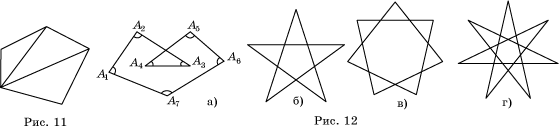 A₂ A₅
A₄ A₃ A₆
A₁
A₇ а) б) в) г)
Рис. 11 Рис. 12